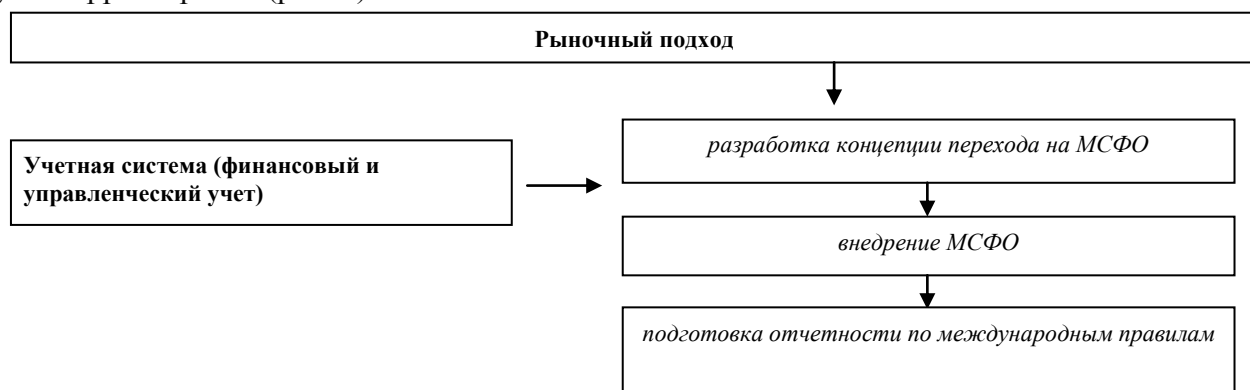 Рыночный подход
разработка концепции перехода на МСФО
Учетная система (финансовый и
управленческий учет)
внедрение МСФО
подготовка отчетности по международным правилам